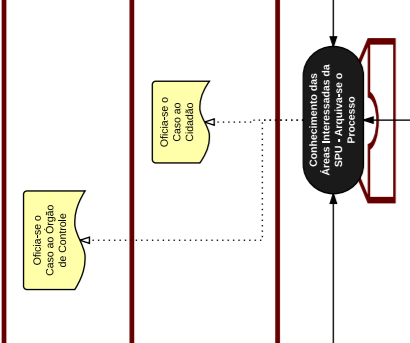 Oficia-se o
Caso ao Órgão
de Controle
Oficia-se o
Caso ao
Cidadão
Conhecimento das
Áreas Interessadas da
SPU - Arquiva-se o
Processo